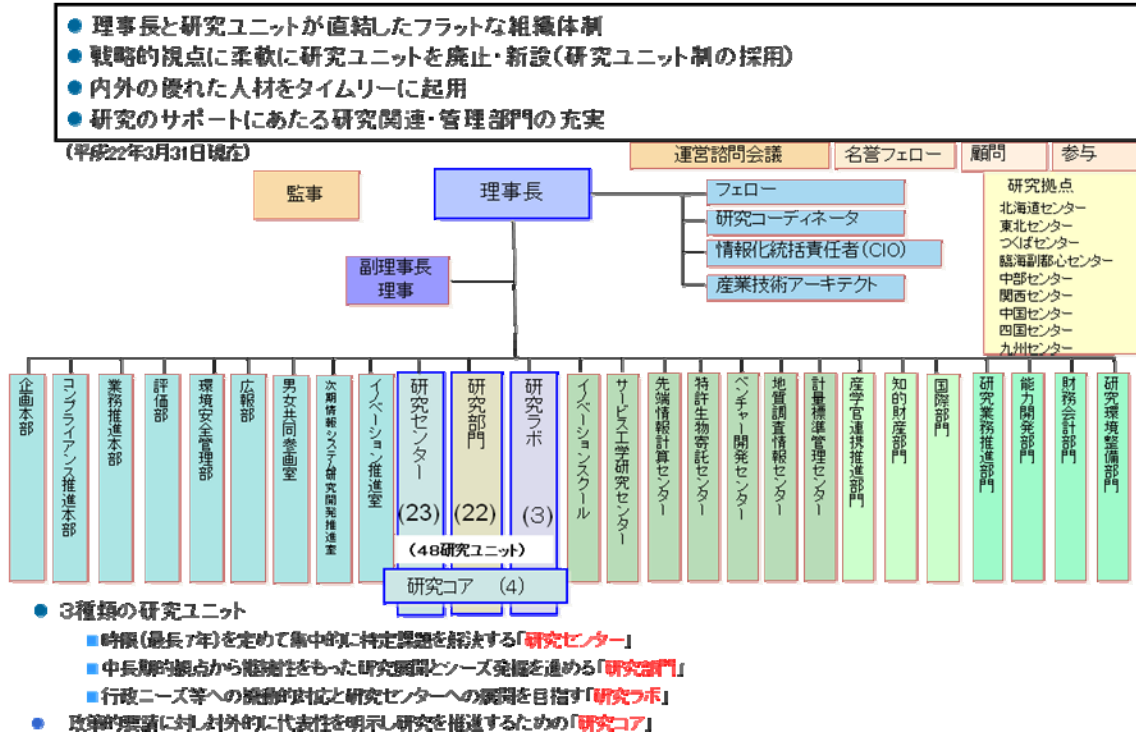 ● 理事長と研究ユニットが直結したフラットな組織体制
● 戦略的視点に柔軟に研究ユニットを廃止・新設(研究ユニット制の採用)
● 内外の優れた人材をタイムリーに起用
● 研究のサポートにあたる研究関連・管理部門の充実
(平成22年3月31日現在)
運営諮問会議
名誉フェロー
顧問
参与
監事
理事長
フェロー
研究コーディネータ
情報化統括責任者(CIO)
産業技術アーキテクト
副理事長
理事
研究拠点
北海道センター
東北センター
つくばセンター
臨海副都心センター
中部センター
関西センター
中国センター
四国センター
九州センター
企画本部
コンプライアンス推進本部
業務推進本部
評価部
環境安全管理部
広報部
男女共同参画室
次期情報システム研究開発推進室
イノベーション推進室
研究センター
(23)
研究部門
(22)
研究ラボ
(3)
イノベーションスクール
サービス工学研究センター
先端情報計算センター
特許生物寄託センター
ベンチャー開発センター
地質調査情報センター
計量標準管理センター
産学官連携推進部門
知的財産部門
国際部門
研究業務推進部門
能力開発部門
財務会計部門
研究環境整備部門
(48研究ユニット)
研究コア (4)
● 3種類の研究ユニット
■時限(最長7年)を定めて集中的に特定課題を解決する「研究センター」
■中長期的観点から継続性をもった研究展開とシーズ発掘を進める「研究部門」
■行政ニーズ等への機動的対応と研究センターへの展開を目指す「研究ラボ」
● 政策的要請に対し対外的に代表性を明示し研究を推進するための「研究コア」